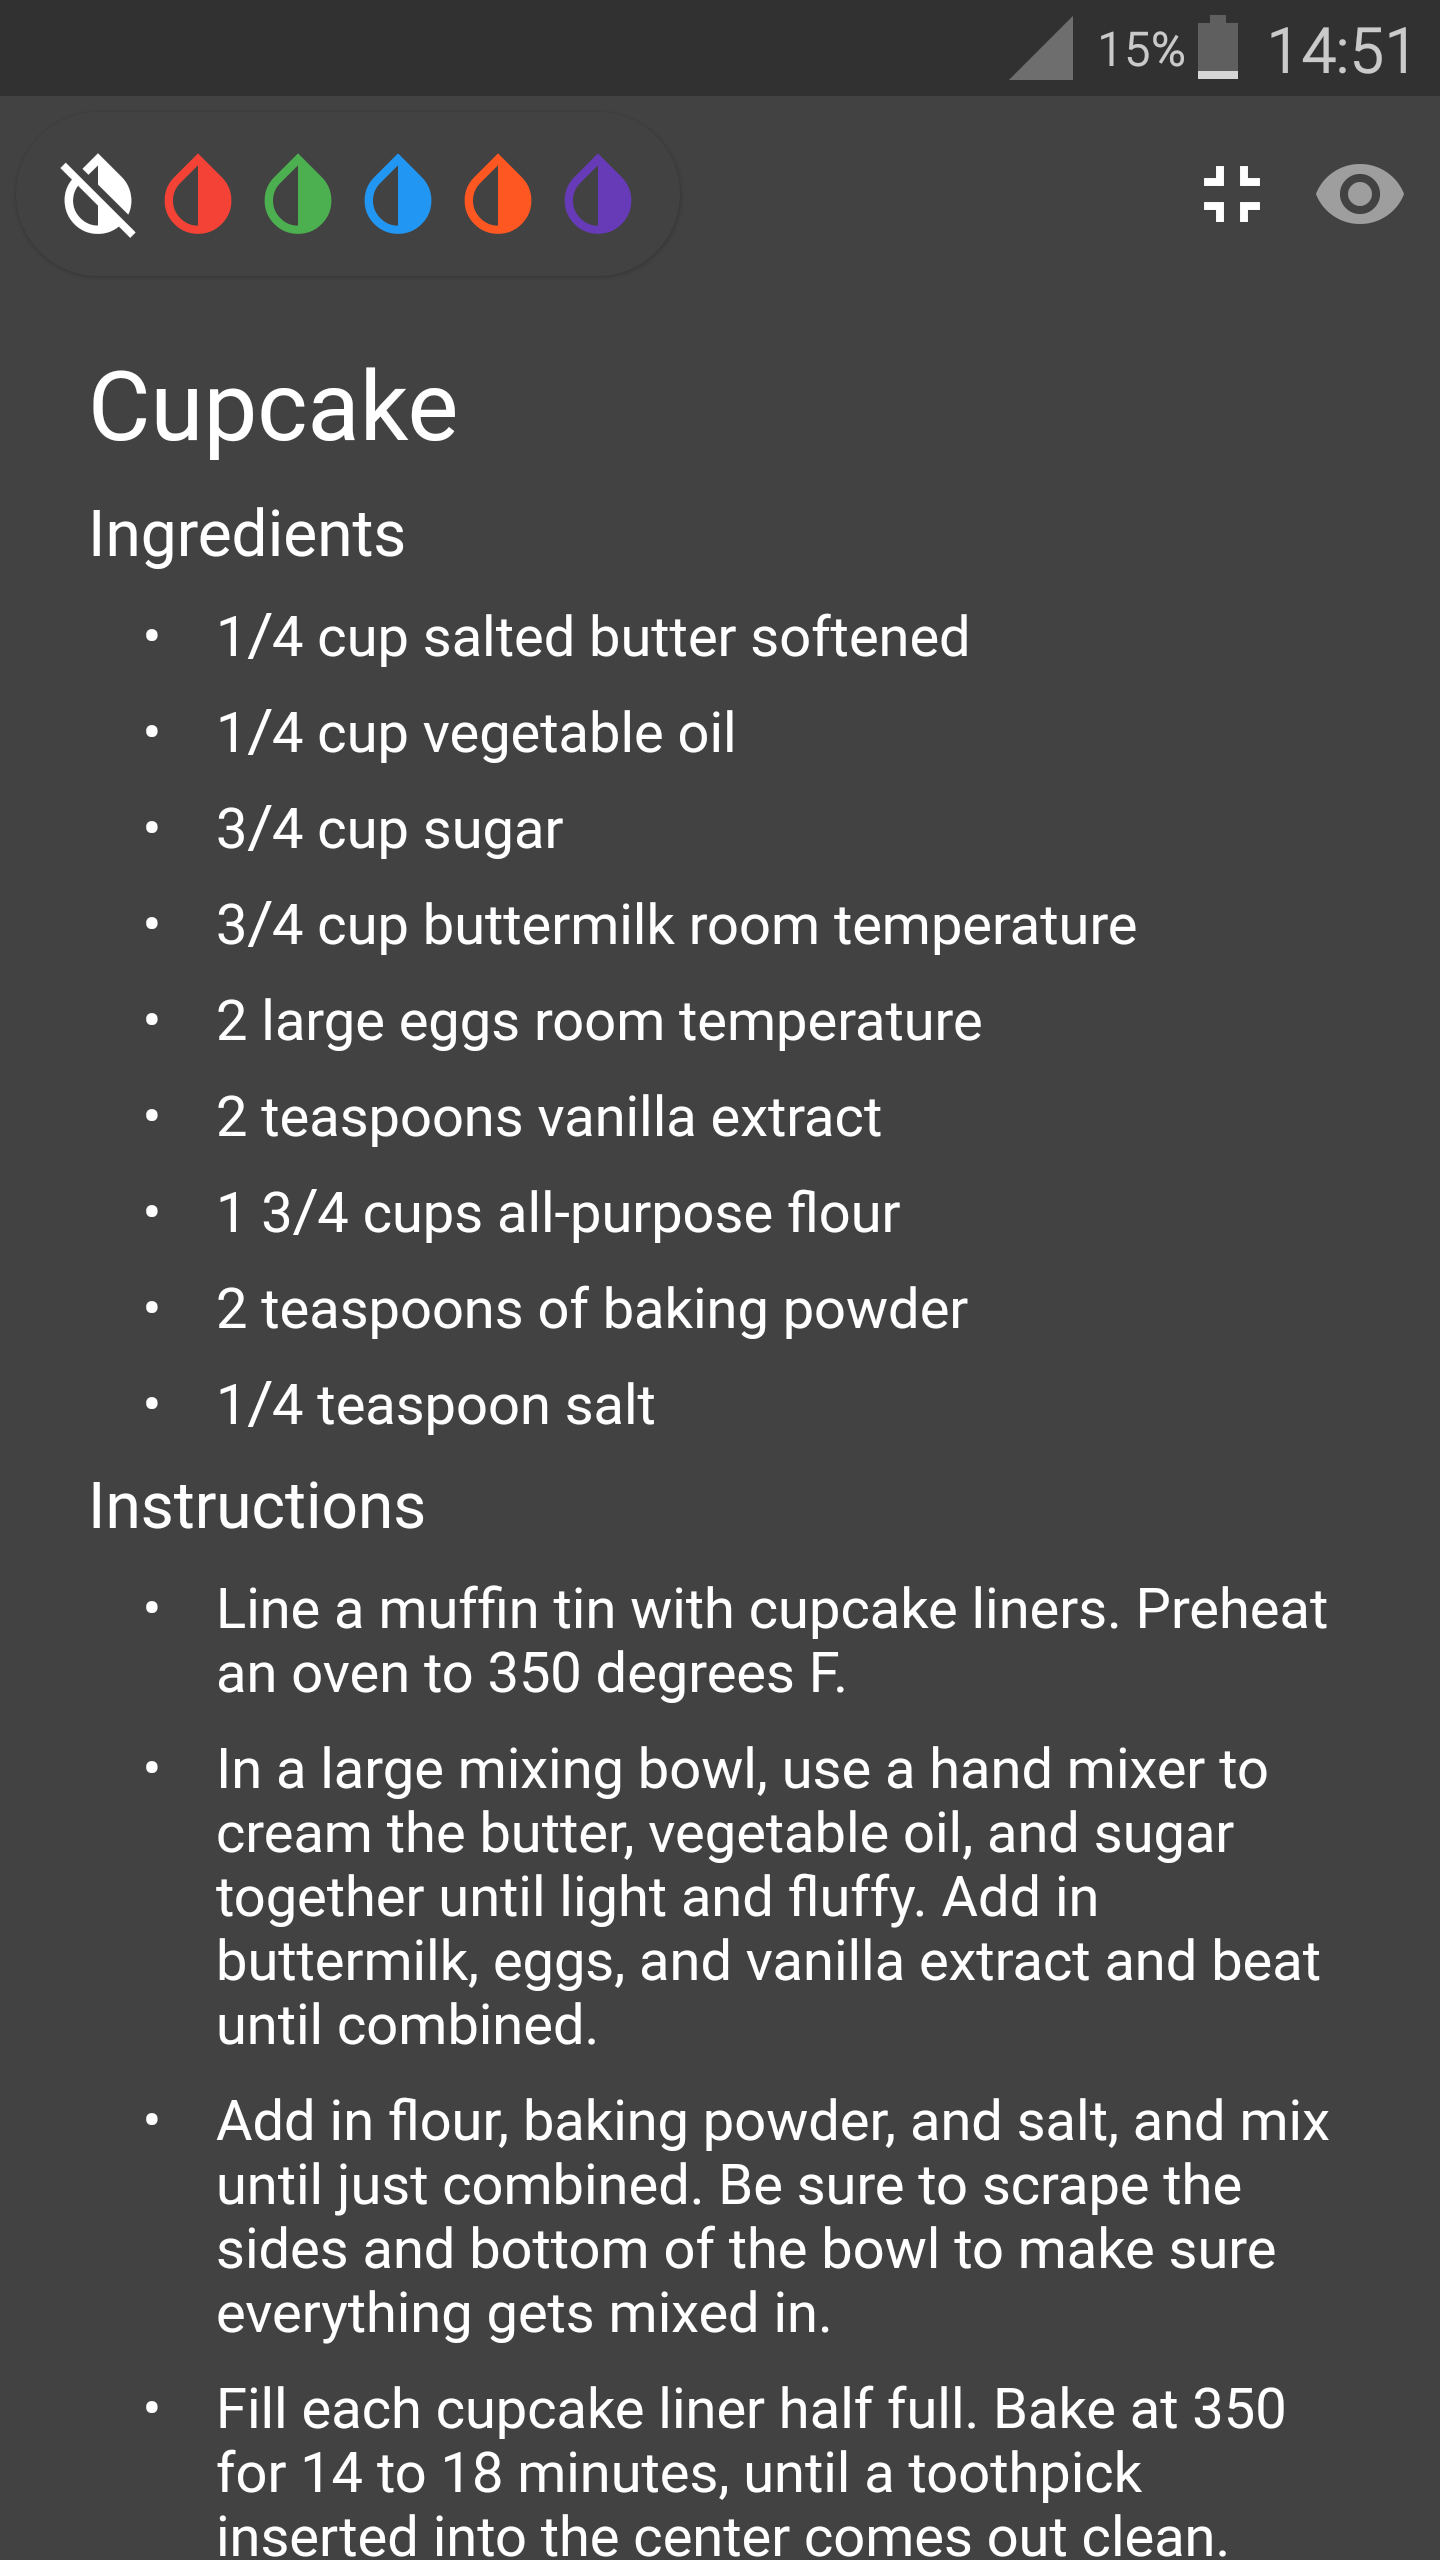 15% 14:51
Cupcake
Ingredients
• 1/4 cup salted butter softened
• 1/4 cup vegetable oil
• 3/4 cup sugar
• 3/4 cup buttermilk room temperature
• 2 large eggs room temperature
• 2 teaspoons vanilla extract
• 1 3/4 cups all-purpose flour
• 2 teaspoons of baking powder
• 1/4 teaspoon salt
Instructions
• Line a muffin tin with cupcake liners. Preheat
an oven to 350 degrees F.
• In a large mixing bowl, use a hand mixer to
cream the butter, vegetable oil, and sugar
together until light and fluffy. Add in
buttermilk, eggs, and vanilla extract and beat
until combined.
• Add in flour, baking powder, and salt, and mix
until just combined. Be sure to scrape the
sides and bottom of the bowl to make sure
everything gets mixed in.
• Fill each cupcake liner half full. Bake at 350
for 14 to 18 minutes, until a toothpick
inserted into the center comes out clean.